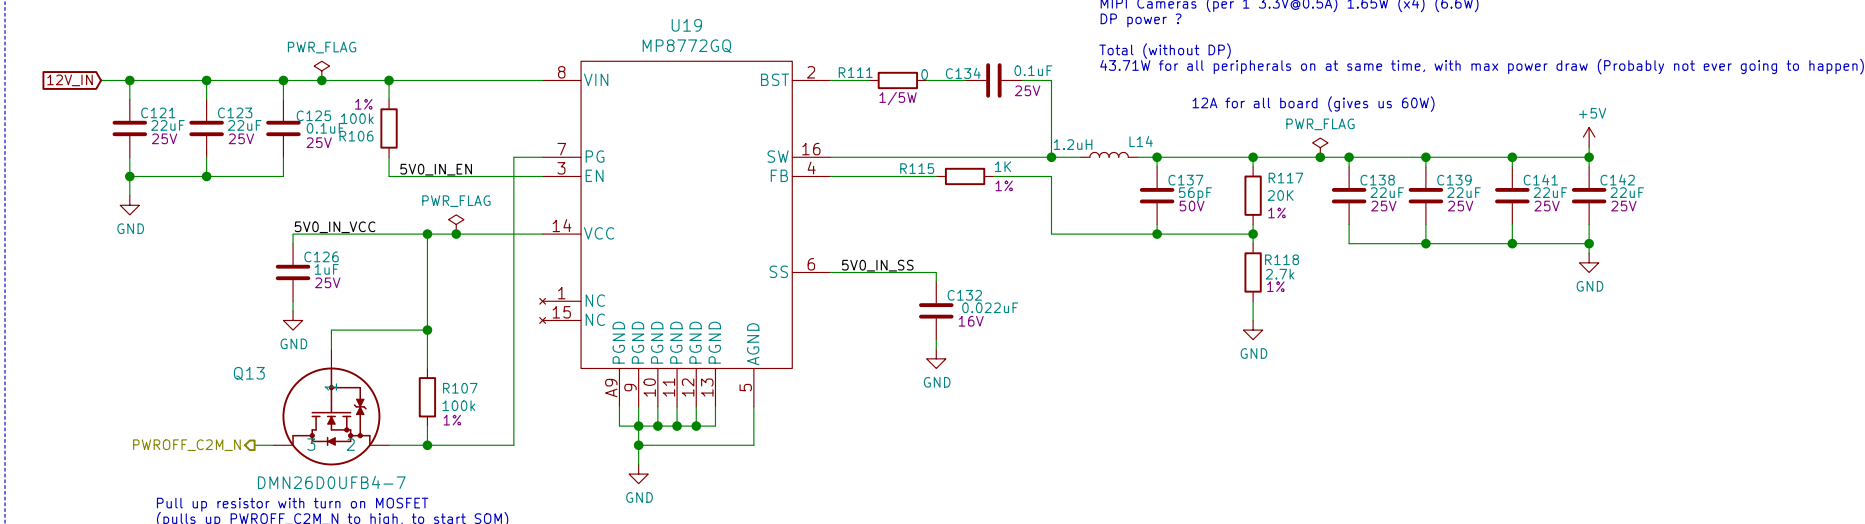 MIPI Cameras (per 1 3.3V@0.5A) 1.65W (x4) (6.6W)
DP power ?
Total (without DP)
43.71W for all peripherals on at same time, with max power draw (Probably not ever going to happen)
12A for all board (gives us 60W)
U19
MP8772GQ
PWR_FLAG
12V_IN
8
VIN
BST
2
R111
0
1/5W
C134
0.1uF
25V
C121
22uF
25V
C123
22uF
25V
C125
0.1uF
25V
1%
100k
R106
7
PG
3
EN
5V0_IN_EN
SW
16
FB
4
R115
1K
1%
1.2uH
L14
PWR_FLAG
+5V
C137
56pF
50V
R117
20K
1%
C138
22uF
25V
C139
22uF
25V
C141
22uF
25V
C142
22uF
25V
GND
PWR_FLAG
5V0_IN_VCC
14
VCC
C126
1uF
25V
GND
SS
6
5V0_IN_SS
C132
0.022uF
16V
GND
R118
2.7k
1%
GND
GND
1
NC
15
NC
PGND
PGND
PGND
PGND
PGND
PGND
AGND
A9
9
10
11
12
13
5
GND
Q13
1
3
2
R107
100k
1%
PWROFF_C2M_N
DMN26D0UFB4-7
Pull up resistor with turn on MOSFET
(pulls up PWROFF_C2M_N to high, to start SOM)